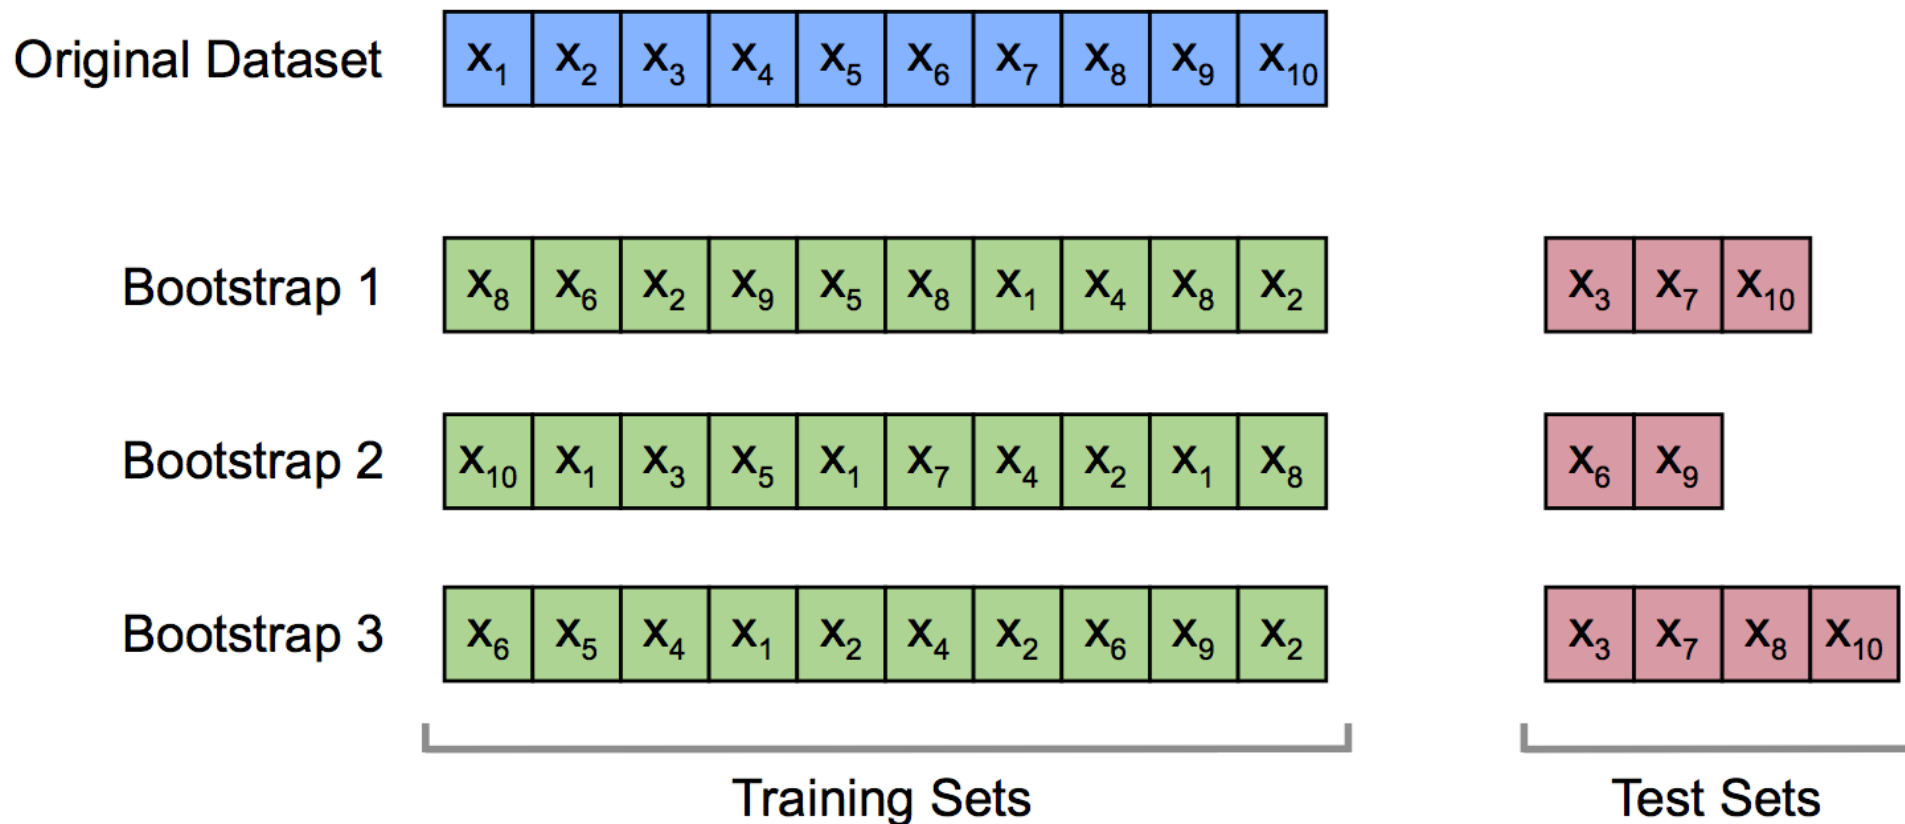 Original Dataset x₁ x₂ x₃ x₄ x₅ x₆ x₇ x₈ x₉ x₁₀
Bootstrap 1 x₈ x₆ x₂ x₉ x₅ x₈ x₁ x₄ x₈ x₂ x₃ x₇ x₁₀
Bootstrap 2 x₁₀ x₁ x₃ x₅ x₁ x₇ x₄ x₂ x₁ x₈ x₆ x₉
Bootstrap 3 x₆ x₅ x₄ x₁ x₂ x₄ x₂ x₆ x₉ x₂ x₃ x₇ x₈ x₁₀
Training Sets Test Sets